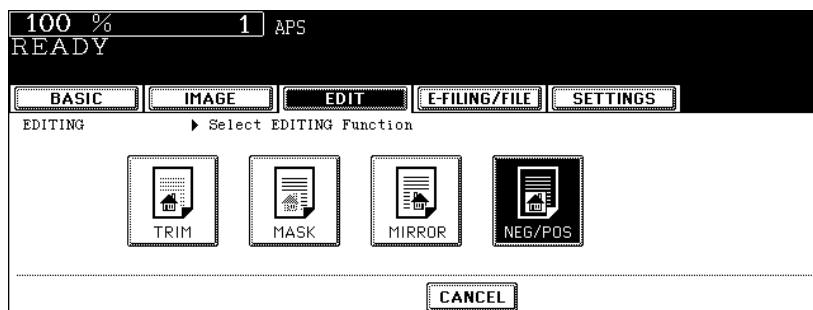 100 % 1 APS
READY
BASIC IMAGE EDIT E-FILING/FILE SETTINGS
EDITING ▶ Select EDITING Function
TRIM MASK MIRROR NEG/POS
CANCEL